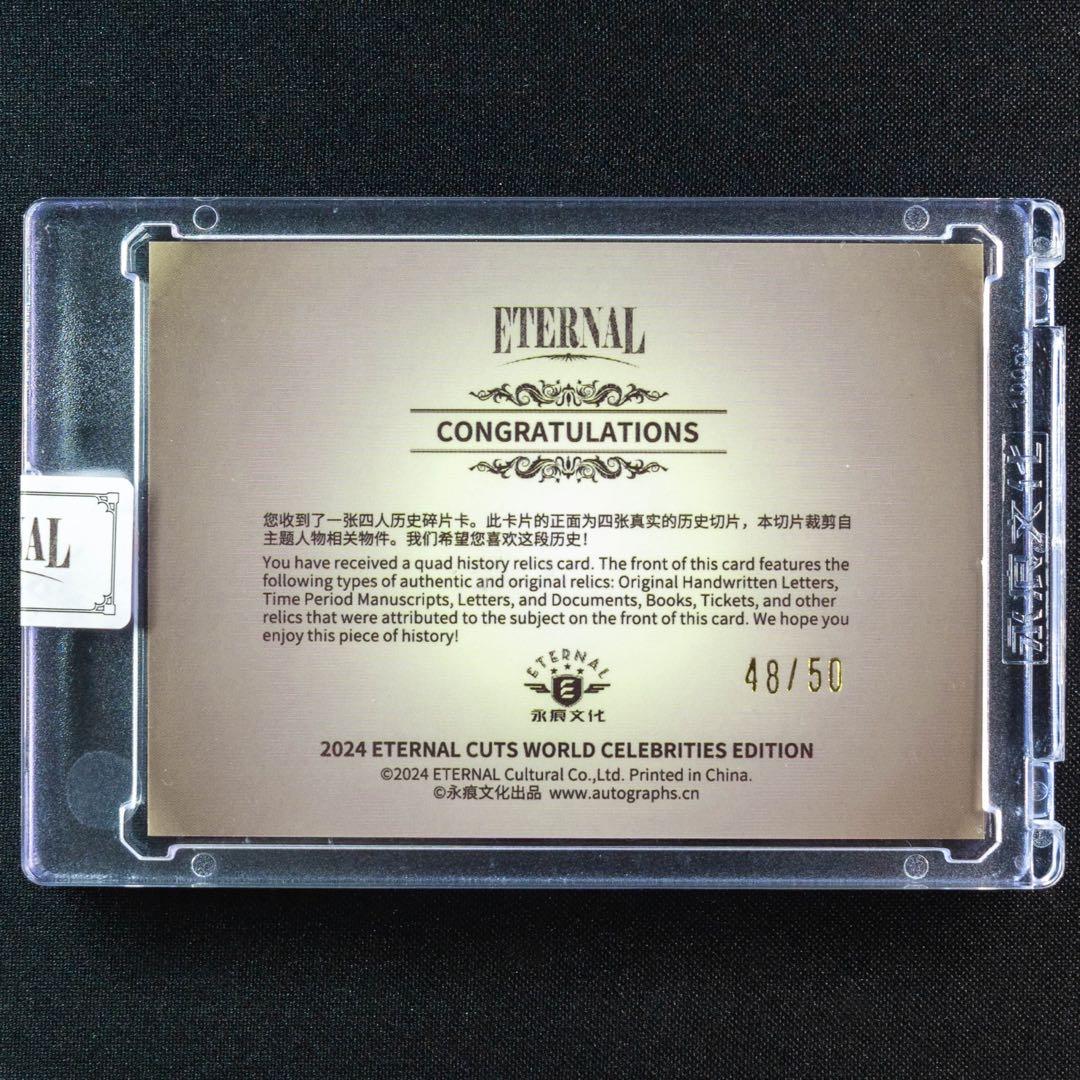 ETERNAL
CONGRATULATIONS
您收到了一张四人历史碎片卡。此卡片的正面为四张真实的历史切片，本切片裁剪自
主题人物相关物件。我们希望您喜欢这段历史！
You have received a quad history relics card. The front of this card features the
following types of authentic and original relics: Original Handwritten Letters,
Time Period Manuscripts, Letters, and Documents, Books, Tickets, and other
relics that were attributed to the subject on the front of this card. We hope you
enjoy this piece of history!
48/50
ETERNAL
E
永痕文化
2024 ETERNAL CUTS WORLD CELEBRITIES EDITION
©2024 ETERNAL Cultural Co.,Ltd. Printed in China.
©永痕文化出品 www.autographs.cn
NAL
永痕文化